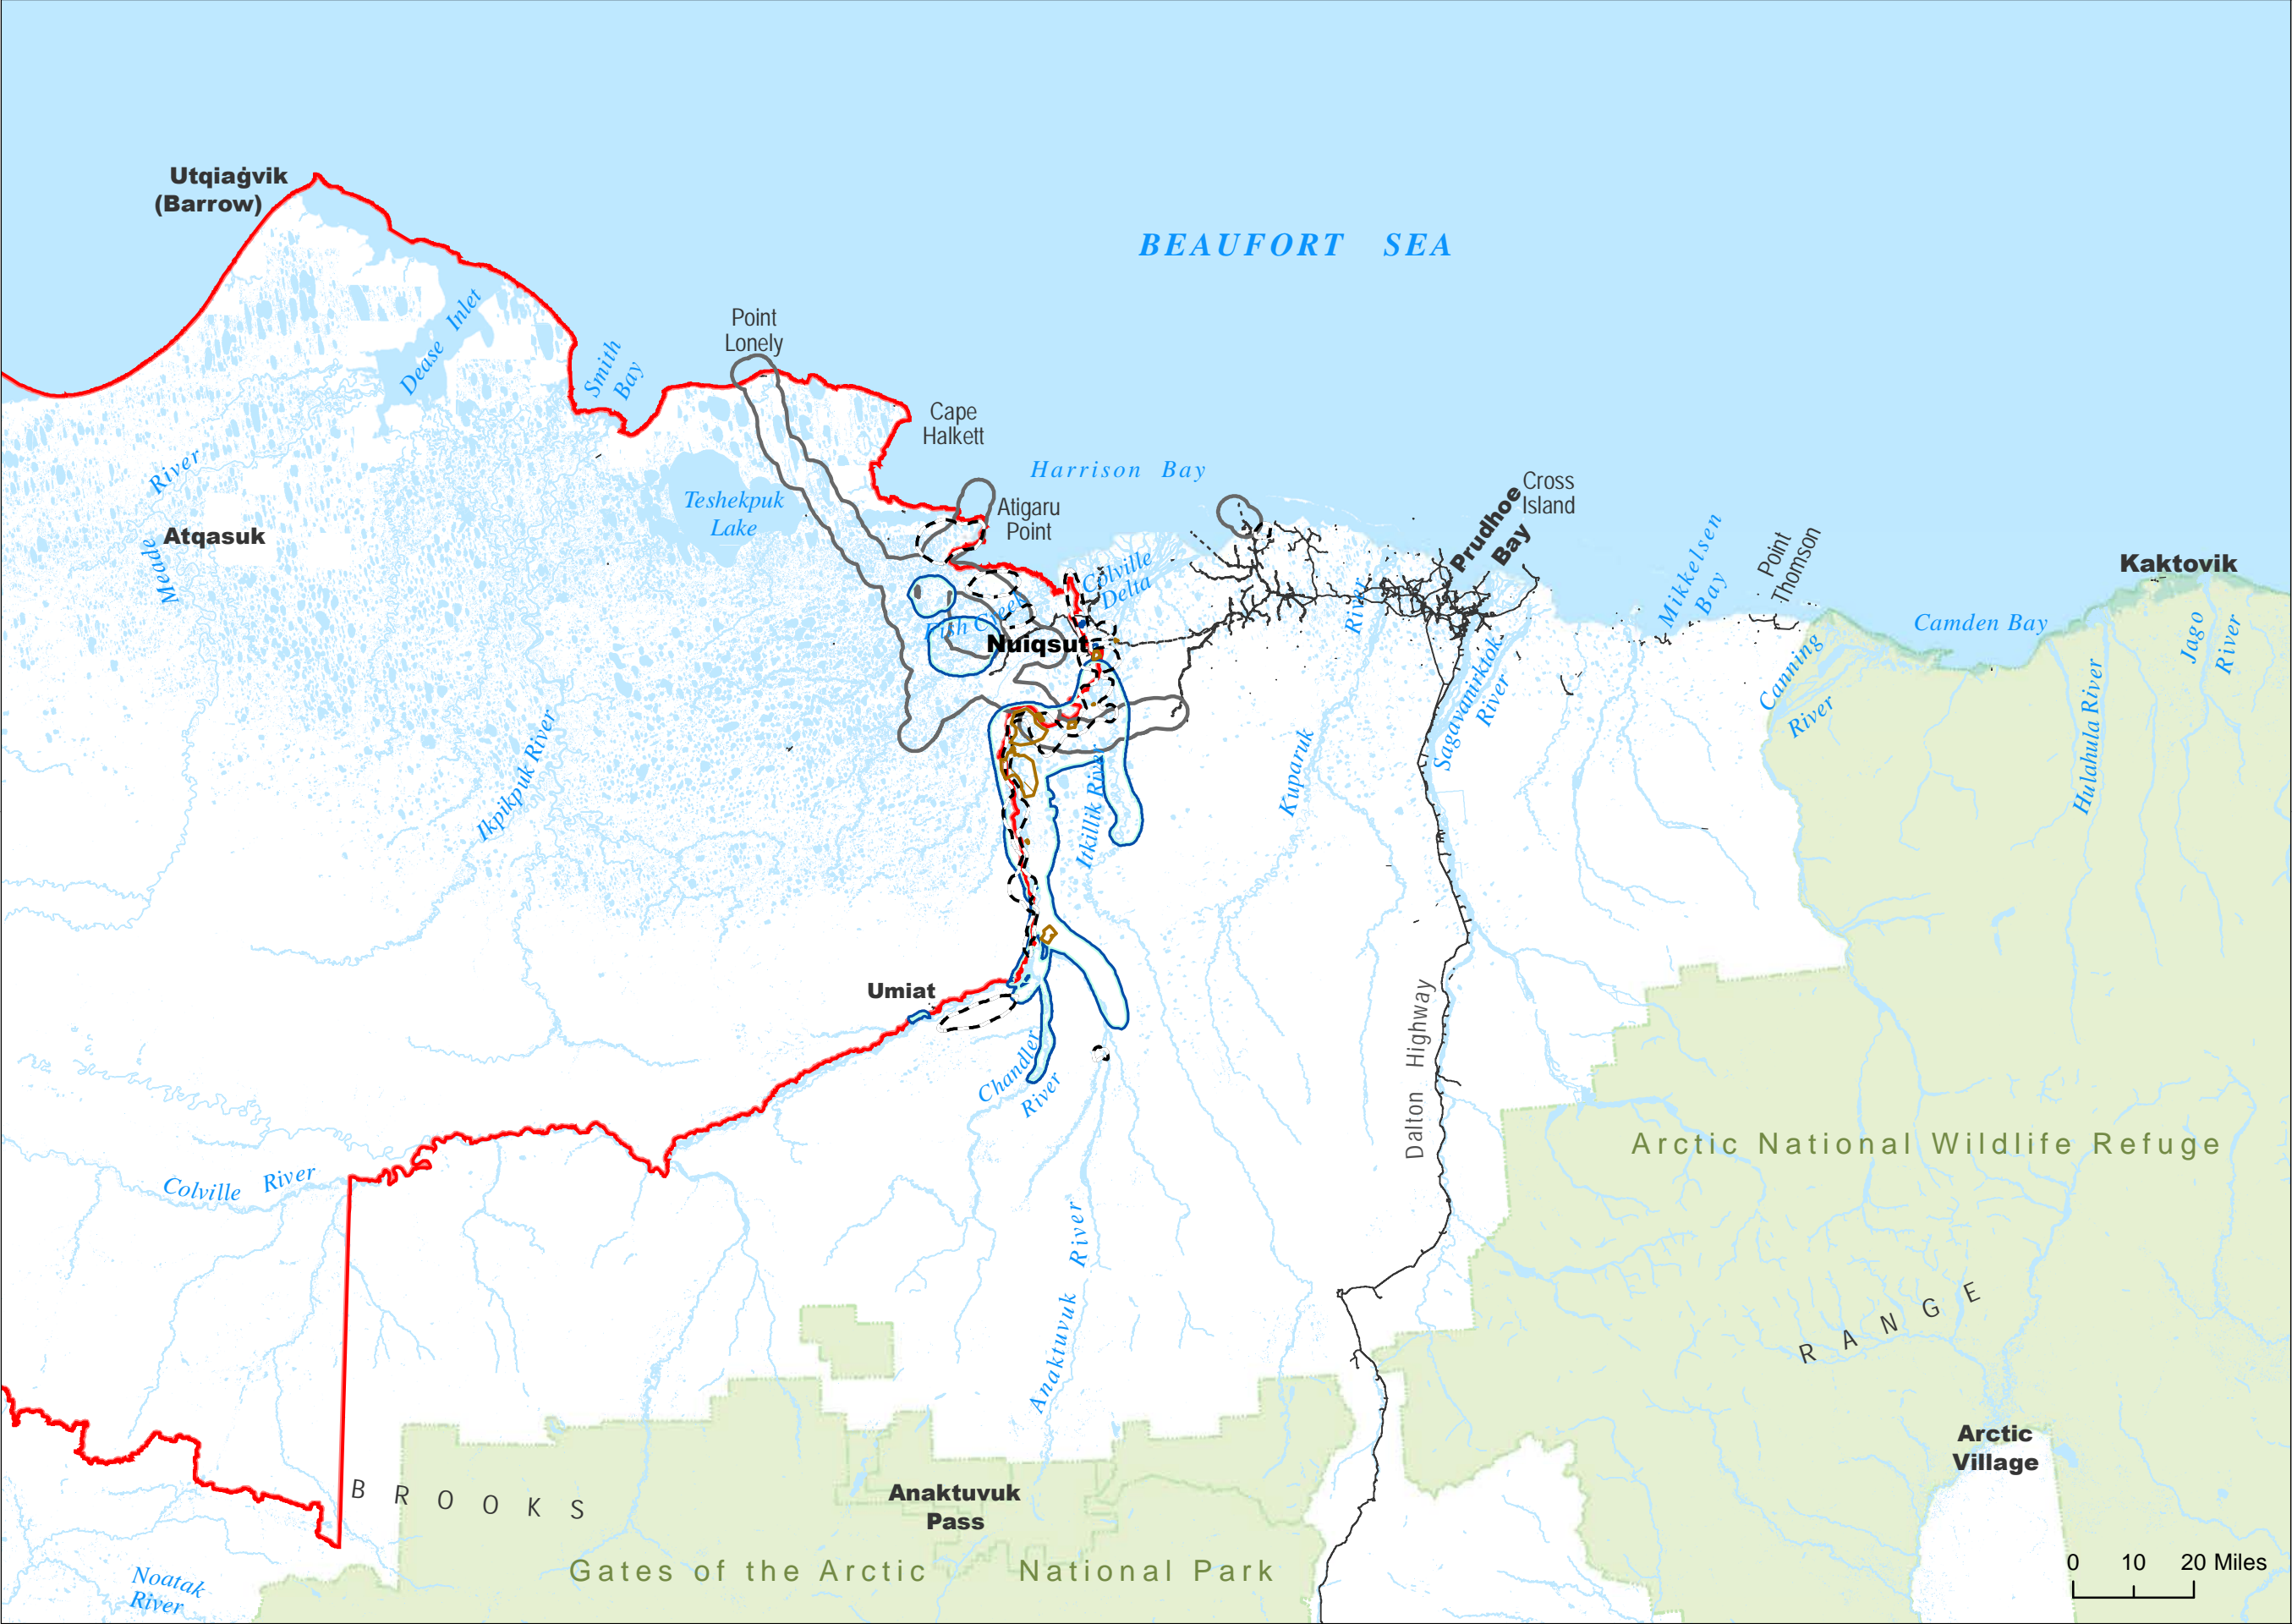 Utqiaġvik
(Barrow)
BEAUFORT SEA
Dease Inlet
Smith
Bay
Point
Lonely
Cape
Halkett
Harrison Bay
Teshekpuk
Lake
Atigaru
Point
Cross
Island
Prudhoe
Bay
Mikkelsen
Bay
Point
Thomson
Kaktovik
Camden Bay
Meade River
Atqasuk
Colville
Delta
Fish Creek
Nuiqsut
Kuparuk River
Sagavanirktok
River
Canning
River
Hulahula River
Jago
River
Ikpikpuk River
Itkillik River
Umiat
Chandler
River
Dalton Highway
Arctic National Wildlife Refuge
Colville River
Anaktuvuk River
BROOKS
RANGE
Arctic
Village
Anaktuvuk
Pass
Gates of the Arctic National Park
Noatak
River
0 10 20 Miles